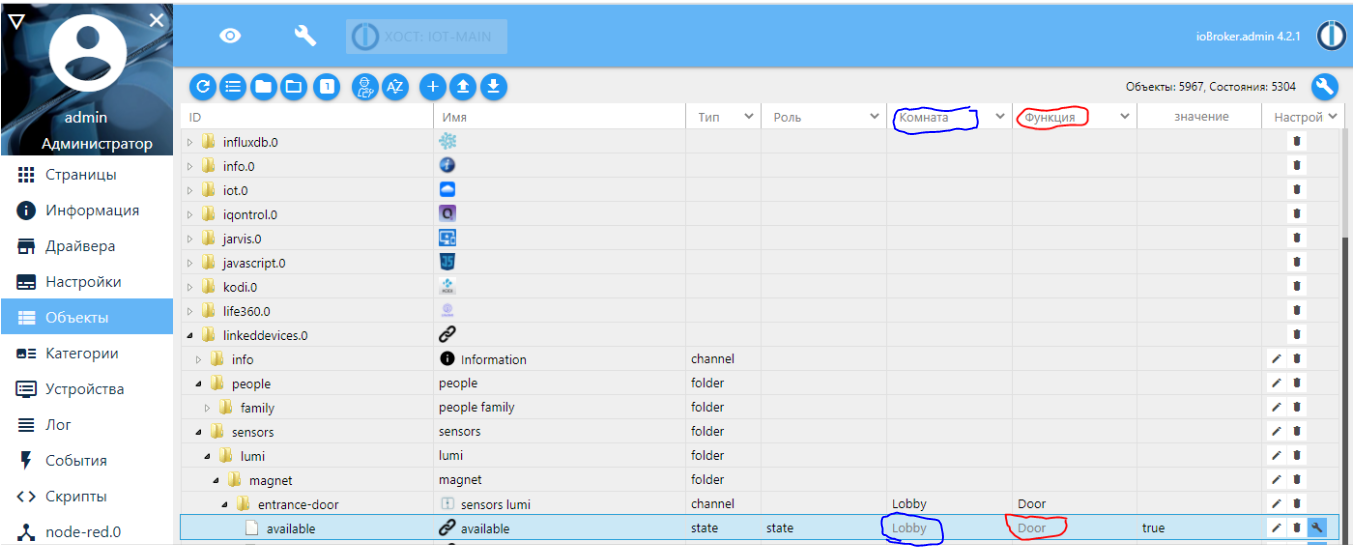 ХОСТ: IOT-MAIN
ioBroker.admin 4.2.1
Объекты: 5967, Состояния: 5304
admin
Администратор
Страницы
Информация
Драйвера
Настройки
Объекты
Категории
Устройства
Лог
События
Скрипты
node-red.0
ID Имя Тип Роль Комната Функция значение Настрой
influxdb.0
info.0
iot.0
iqontrol.0
jarvis.0
javascript.0
kodi.0
life360.0
linkeddevices.0
info Information channel
people people folder
family people family folder
sensors sensors folder
lumi lumi folder
magnet magnet folder
entrance-door sensors lumi channel Lobby Door
available available state state Lobby Door true